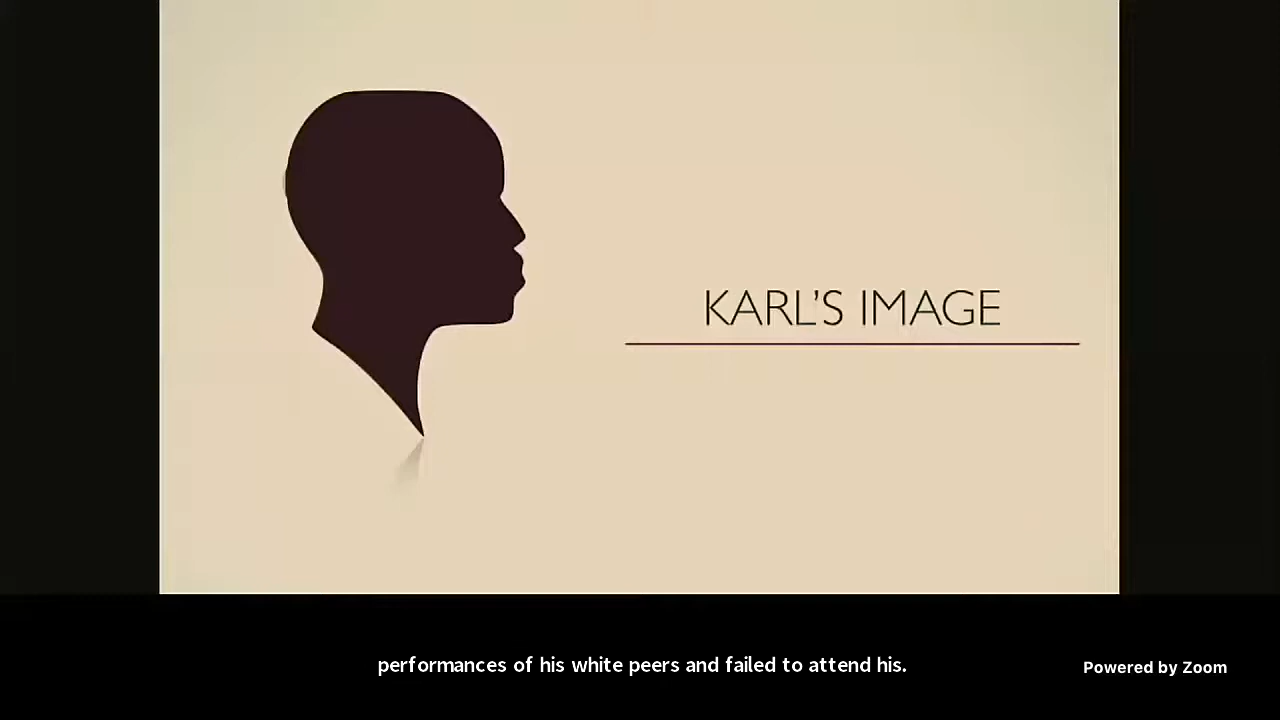 KARL'S IMAGE
performances of his white peers and failed to attend his.
Powered by Zoom